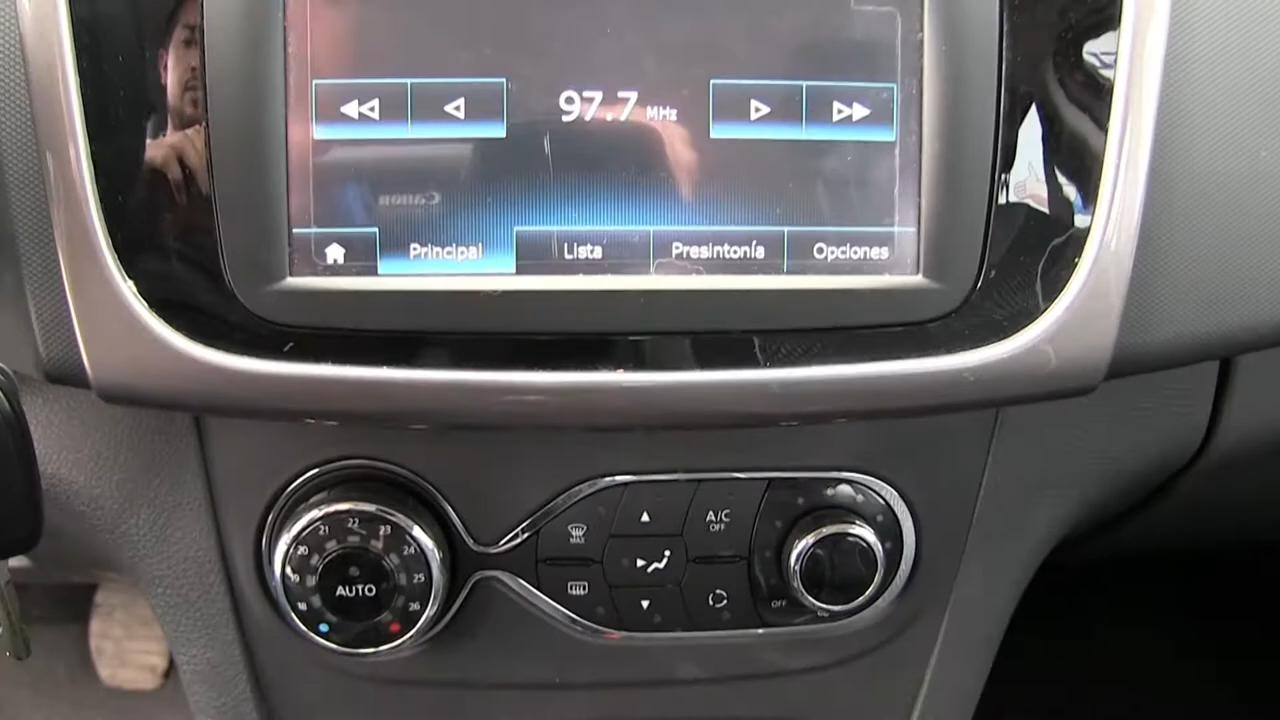 97.7 MHz
Canon
Principal
Lista
Presintonía
Opciones
18
19
20
21
22
23
24
25
26
AUTO
MAX
A/C
OFF
OFF